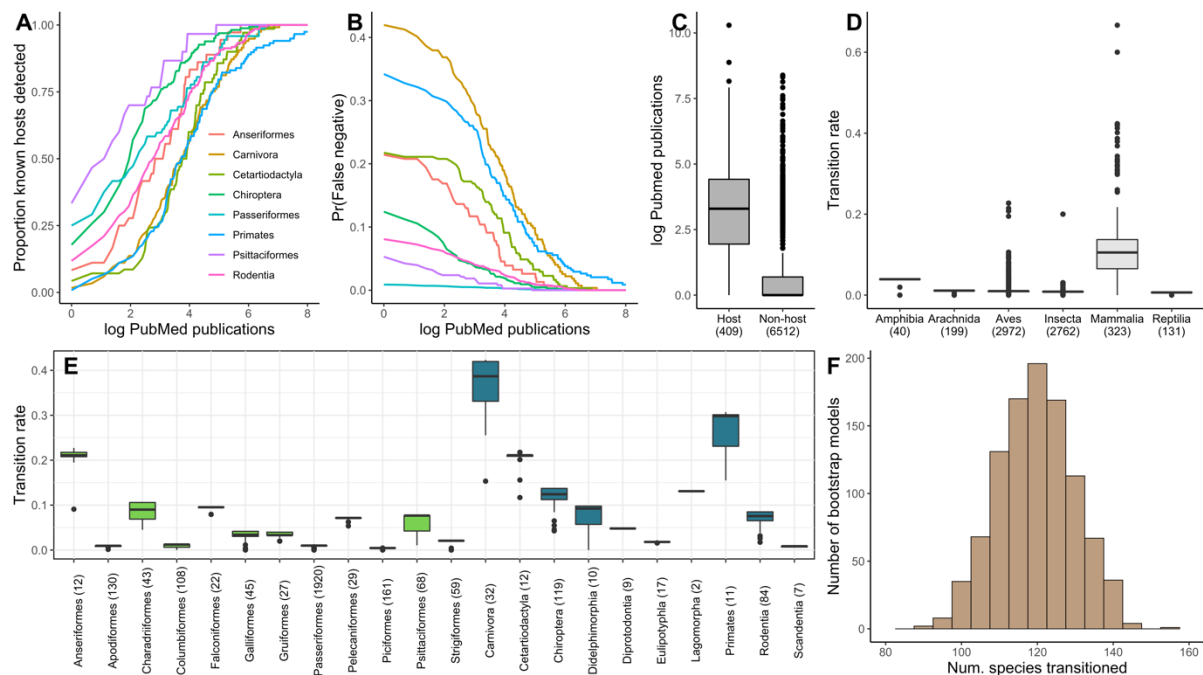 A
Proportion known hosts detected
1.00
0.75
0.50
0.25
0.00
0
2
4
6
8
log PubMed publications
Anseriformes
Carnivora
Cetartiodactyla
Chiroptera
Passeriformes
Primates
Psittaciformes
Rodentia
B
Pr(False negative)
0.4
0.3
0.2
0.1
0.0
0
2
4
6
8
log PubMed publications
C
log Pubmed publications
10.0
7.5
5.0
2.5
0.0
Host
(409)
Non-host
(6512)
D
Transition rate
0.6
0.4
0.2
0.0
Amphibia
(40)
Arachnida
(199)
Aves
(2972)
Insecta
(2762)
Mammalia
(323)
Reptilia
(131)
E
Transition rate
0.4
0.3
0.2
0.1
0.0
Anseriformes (12)
Apodiformes (130)
Charadriiformes (43)
Columbiformes (108)
Falconiformes (22)
Galliformes (45)
Gruiformes (27)
Passeriformes (1920)
Pelecaniformes (29)
Piciformes (161)
Psittaciformes (68)
Strigiformes (59)
Carnivora (32)
Cetartiodactyla (12)
Chiroptera (119)
Didelphimorphia (10)
Diprotodontia (9)
Eulipotyphla (17)
Lagomorpha (2)
Primates (11)
Rodentia (84)
Scandentia (7)
F
Number of bootstrap models
200
150
100
50
0
80
100
120
140
160
Num. species transitioned